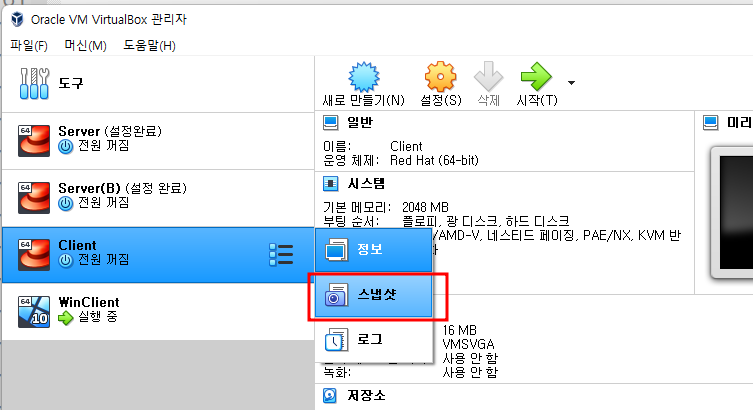 Oracle VM VirtualBox 관리자
파일(F) 머신(M) 도움말(H)
도구
새로 만들기(N) 설정(S) 삭제 시작(T)
64
Server (설정완료)
전원 꺼짐
64
Server(B) (설정 완료)
전원 꺼짐
64
Client
전원 꺼짐
64
10
WinClient
실행 중
정보
스냅샷
로그
일반
이름: Client
운영 체제: Red Hat (64-bit)
시스템
기본 메모리: 2048 MB
부팅 순서: 플로피, 광 디스크, 하드 디스크
/AMD-V, 네스티드 페이징, PAE/NX, KVM 반
16 MB
VMSVGA
사용 안 함
녹화: 사용 안 함
저장소
미리